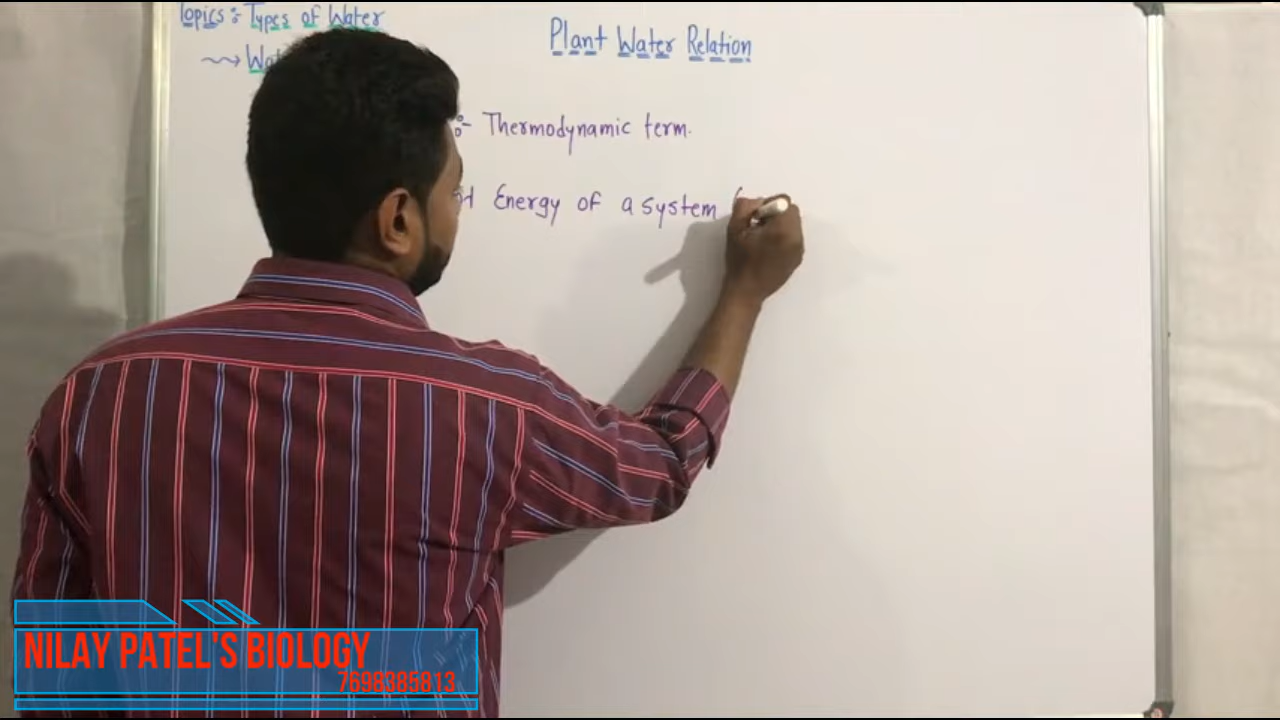 Topics :- Types of Water
Plant Water Relation
:- Thermodynamic term.
Energy of a system (
NILAY PATEL'S BIOLOGY
7698385813